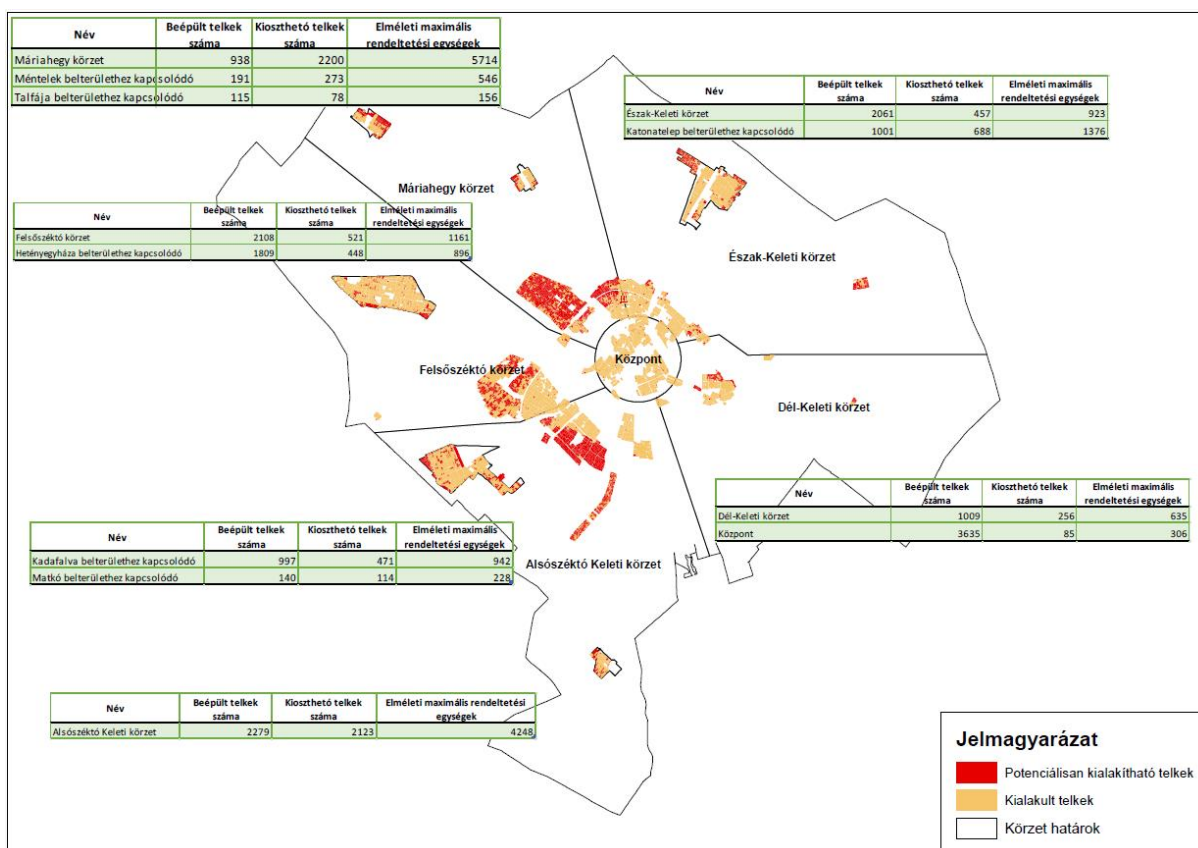 Név Beépült telkek száma Kiosztható telkek száma Elméleti maximális rendeltetési egységek
Máriahegy körzet 938 2200 5714
Méntelek belterülethez kapcsolódó 191 273 546
Talfája belterülethez kapcsolódó 115 78 156
Név Beépült telkek száma Kiosztható telkek száma Elméleti maximális rendeltetési egységek
Észak-Keleti körzet 2061 457 923
Katonatelep belterülethez kapcsolódó 1001 688 1376
Máriahegy körzet
Név Beépült telkek száma Kiosztható telkek száma Elméleti maximális rendeltetési egységek
Felsőszéktó körzet 2108 521 1161
Hetényegyháza belterülethez kapcsolódó 1809 448 896
Észak-Keleti körzet
Központ
Felsőszéktó körzet
Dél-Keleti körzet
Név Beépült telkek száma Kiosztható telkek száma Elméleti maximális rendeltetési egységek
Dél-Keleti körzet 1009 256 635
Központ 3635 85 306
Név Beépült telkek száma Kiosztható telkek száma Elméleti maximális rendeltetési egységek
Kadafalva belterülethez kapcsolódó 997 471 942
Matkó belterülethez kapcsolódó 140 114 228
Alsószéktó Keleti körzet
Név Beépült telkek száma Kiosztható telkek száma Elméleti maximális rendeltetési egységek
Alsószéktó Keleti körzet 2279 2123 4248
Jelmagyarázat
Potenciálisan kialakítható telkek
Kialakult telkek
Körzet határok